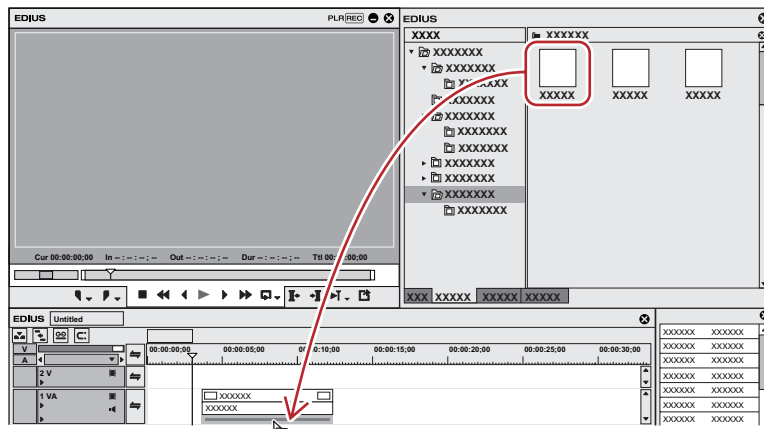 EDIUS PLR REC
Cur 00:00:00;00 In -- : -- : -- ; -- Out -- : -- : -- ; -- Dur -- : -- : -- ; -- Ttl 00:00:00;00
EDIUS
XXXX
XXXXXXX
XXXXXXX
XXXXXXX
XXXXXXX
XXXXXXX
XXXXXXX
XXXXXXX
XXXXXXX
XXXXXXX
XXXXXXX
XXXXXXX
XXXXXX
XXXXX XXXXX XXXXX
XXX XXXXX XXXXX XXXXX
EDIUS Untitled
V
A
00:00:00;00 00:00:05;00 00:00:10;00 00:00:15;00 00:00:20;00 00:00:25;00 00:00:30;00
2 V
1 VA
XXXXXX
XXXXXX
XXXXXX XXXXXX
XXXXXX XXXXXX
XXXXXX XXXXXX
XXXXXX XXXXXX
XXXXXX XXXXXX
XXXXXX XXXXXX
XXXXXX XXXXXX